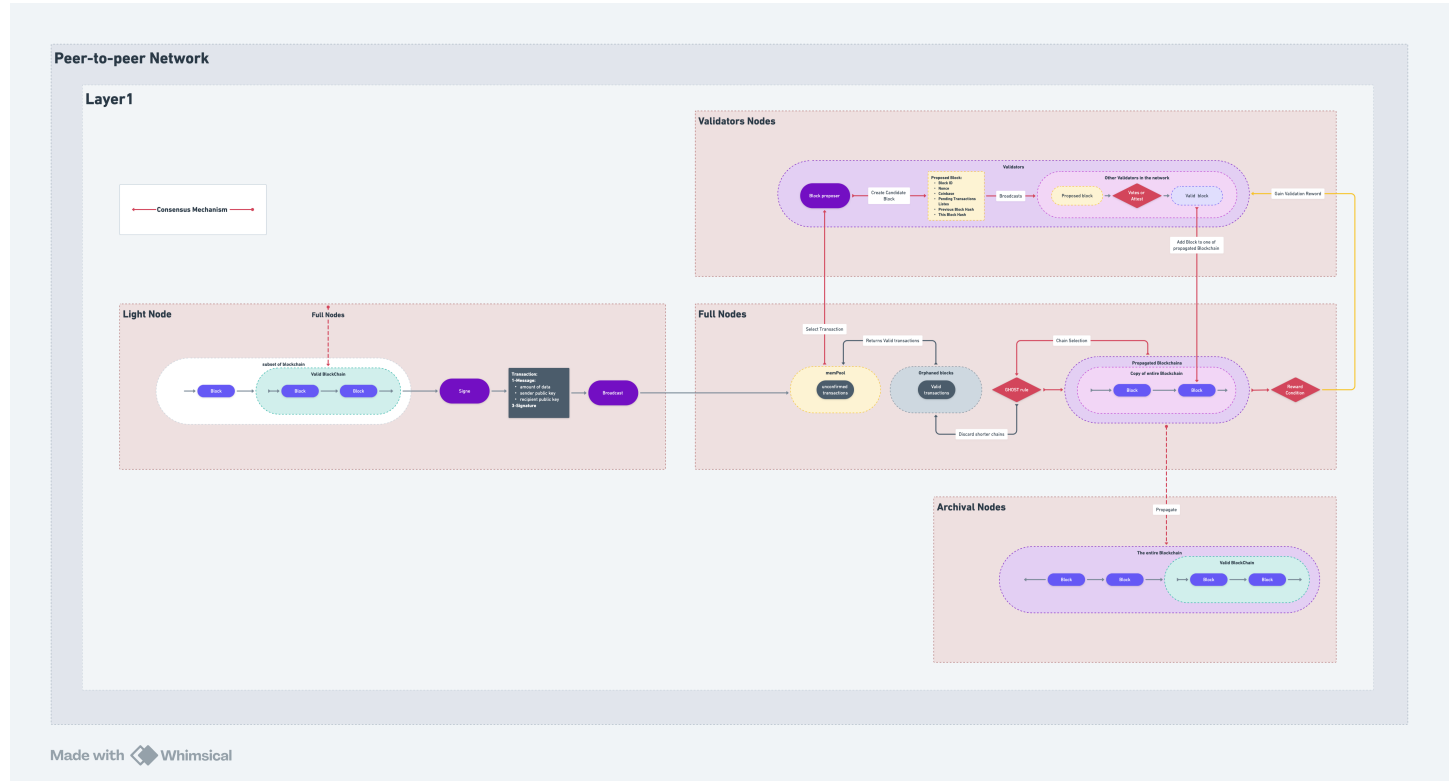 Peer-to-peer Network
Layer1
Validators Nodes
Validators
Proposed Block:
Block ID
Nonce
Coinbase
Pending Transactions
Listen
Previous Block Hash
This Block Hash
Other Validators in the network
Block proposer
Create Candidate
Block
Broadcasts
Proposed block
Votes or
Attest
Valid block
Gain Validation Reward
Consensus Mechanism
Add Block to one of
propagated Blockchain
Light Node
Full Nodes
subset of blockchain
Valid BlockChain
Block
Block
Block
Signe
Transaction:
1-Message:
amount of data
sender public key
recipient public key
3-Signature
Broadcast
Full Nodes
Select Transaction
Returns Valid transactions
Chain Selection
memPool
unconfirmed
transactions
Orphaned blocks
Valid
transactions
GHOST rule
Discard shorter chains
Propagated Blockchains
Copy of entire Blockchain
Block
Block
Reward
Condition
Archival Nodes
Propagate
The entire Blockchain
Valid BlockChain
Block
Block
Block
Block
Made with Whimsical